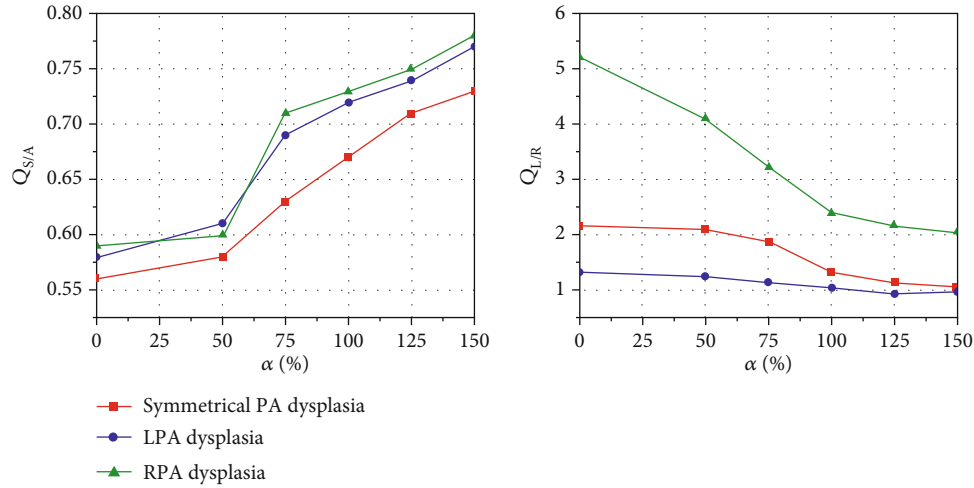 0.80
0.75
0.70
0.65
0.60
0.55
Q_S/A
0 25 50 75 100 125 150
α (%)
6
5
4
3
2
1
Q_L/R
0 25 50 75 100 125 150
α (%)
Symmetrical PA dysplasia
LPA dysplasia
RPA dysplasia